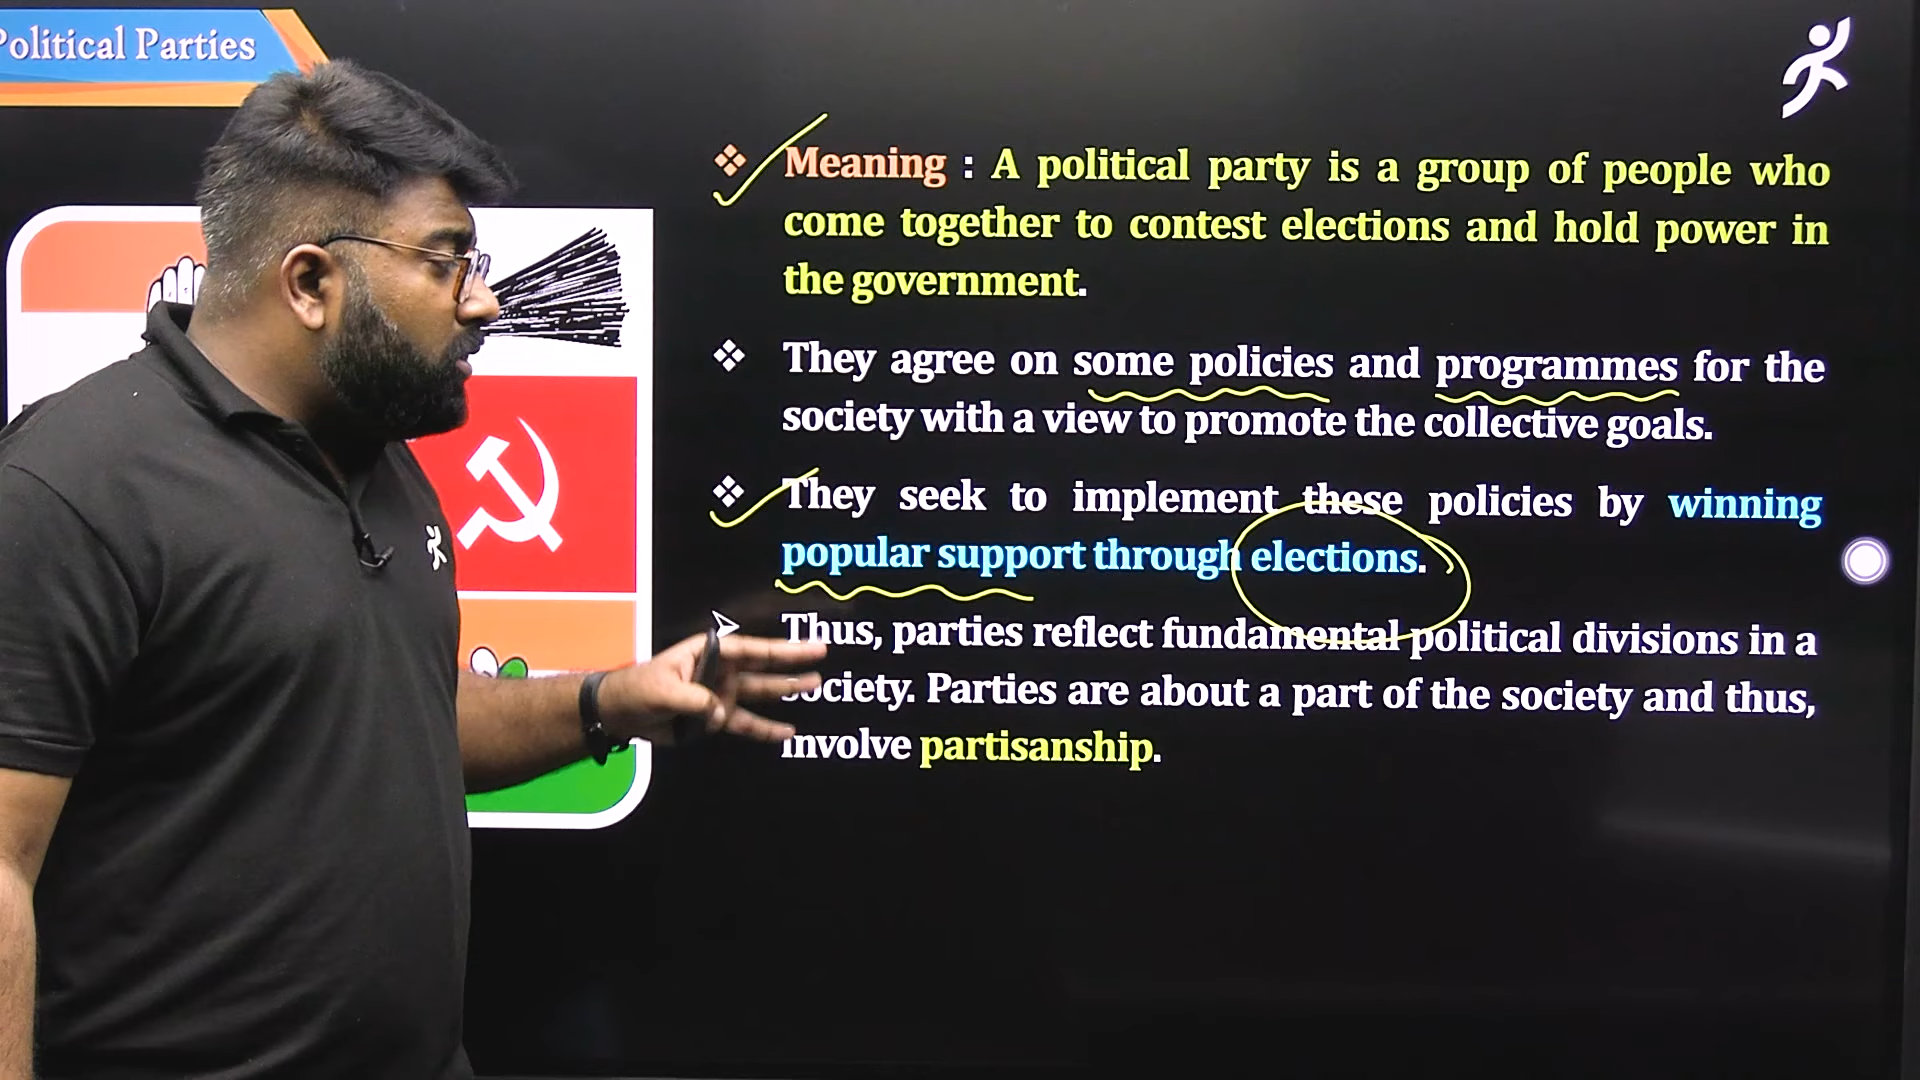 Political Parties
Meaning : A political party is a group of people who
come together to contest elections and hold power in
the government.
They agree on some policies and programmes for the
society with a view to promote the collective goals.
They seek to implement these policies by winning
popular support through elections.
Thus, parties reflect fundamental political divisions in a
society. Parties are about a part of the society and thus,
involve partisanship.